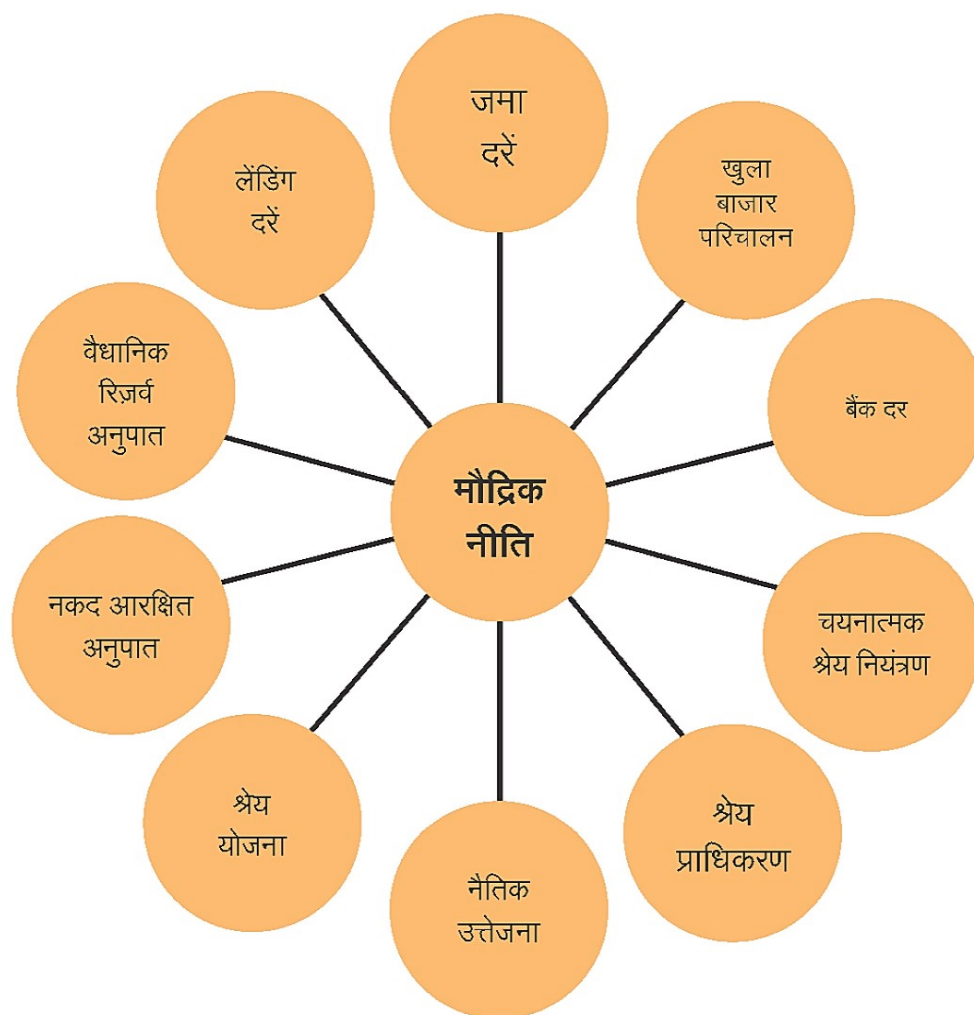 जमा
दरें
खुला
बाजार
परिचालन
बैंक दर
चयनात्मक
श्रेय नियंत्रण
श्रेय
प्राधिकरण
नैतिक
उत्तेजना
श्रेय
योजना
नकद आरक्षित
अनुपात
वैधानिक
रिज़र्व
अनुपात
लेंडिंग
दरें
मौद्रिक
नीति